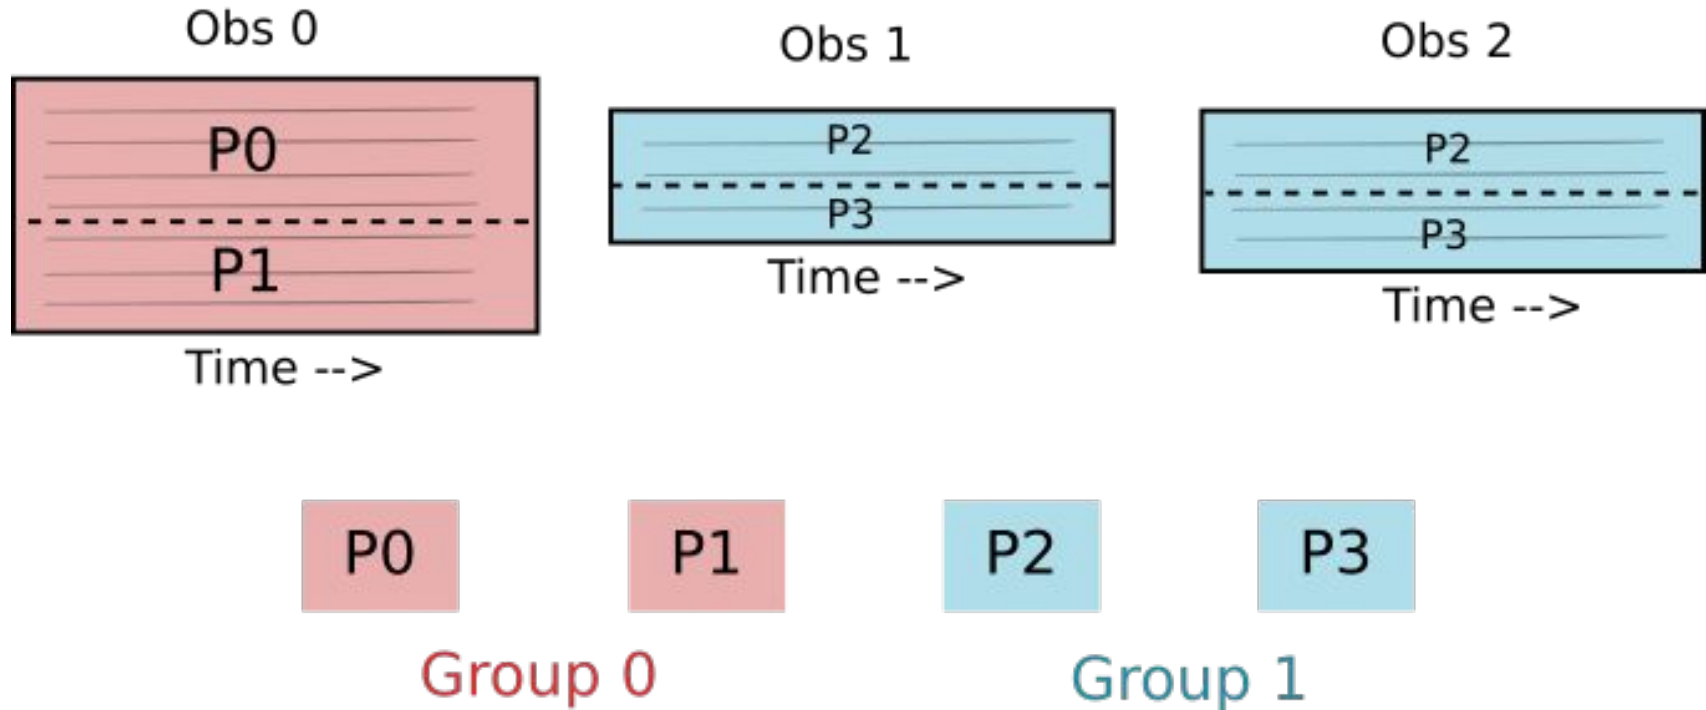 Obs 0
P0
P1
Time -->
Obs 1
P2
P3
Time -->
Obs 2
P2
P3
Time -->
P0
P1
P2
P3
Group 0
Group 1